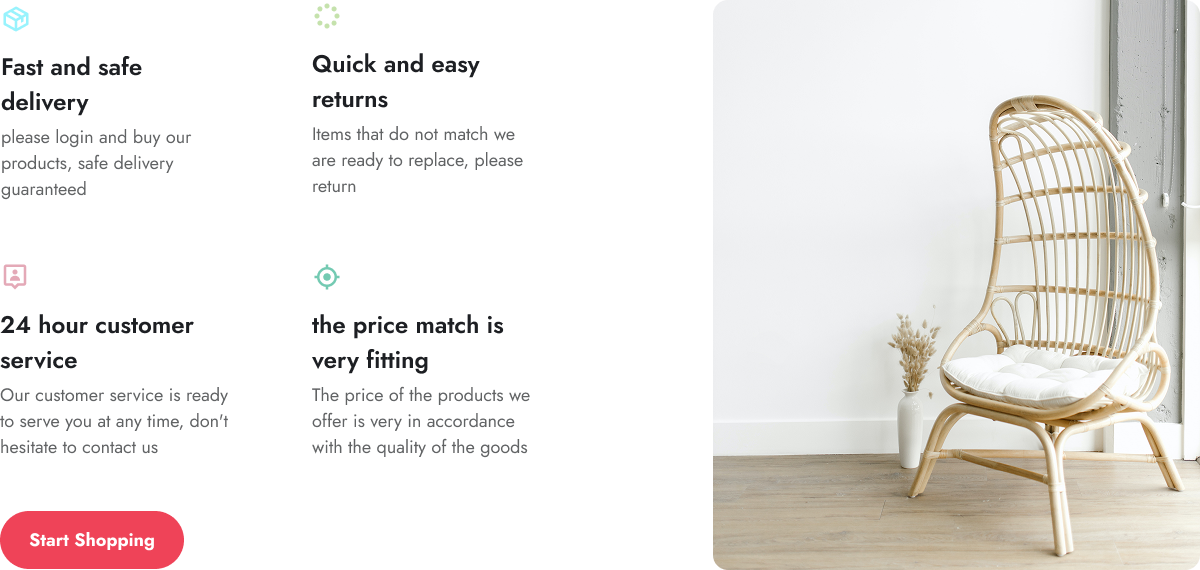 Fast and safe
delivery
please login and buy our
products, safe delivery
guaranteed
Quick and easy
returns
Items that do not match we
are ready to replace, please
return
24 hour customer
service
Our customer service is ready
to serve you at any time, don't
hesitate to contact us
the price match is
very fitting
The price of the products we
offer is very in accordance
with the quality of the goods
Start Shopping